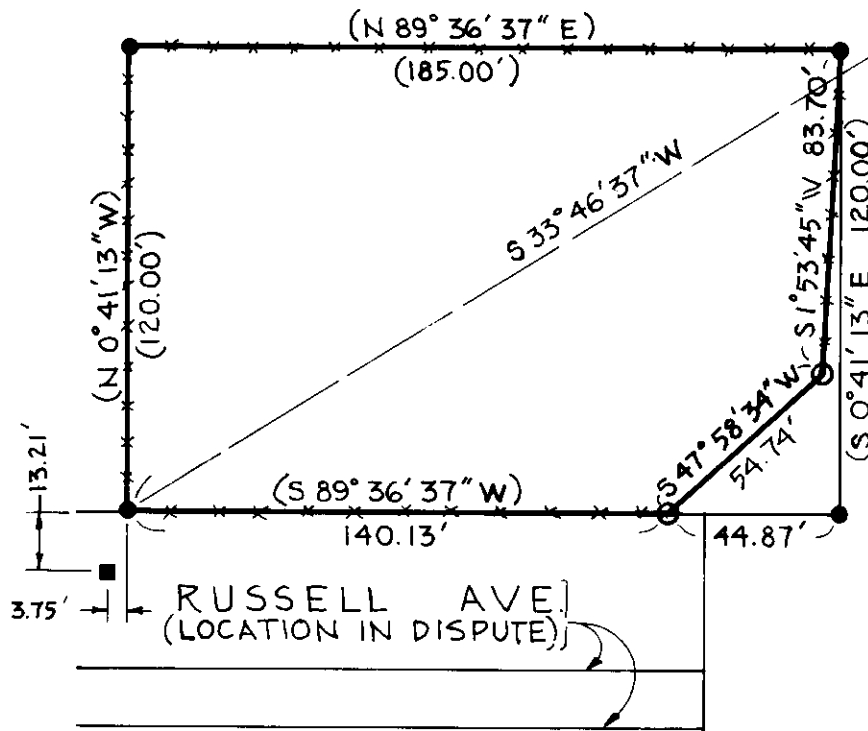 (N 89° 36' 37" E)
(185.00')
S 33° 46' 37" W
(N 0° 41' 13" W)
(120.00')
S 1° 53' 45" W 83.70'
(S 0° 41' 13" E 120.00')
S 47° 58' 34" W
54.74'
(S 89° 36' 37" W)
140.13'
44.87'
13.21'
3.75'
RUSSELL AVE.
(LOCATION IN DISPUTE)